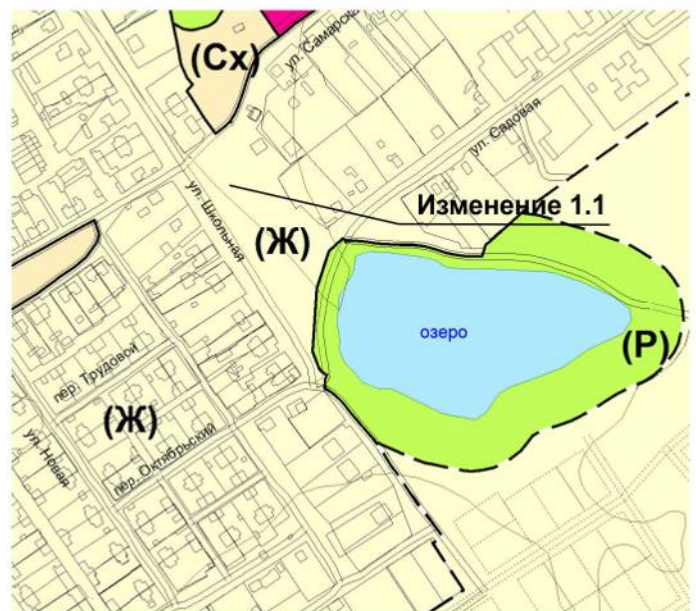 (Сх)
ул. Самарская
ул. Садовая
Изменение 1.1
ул. Школьная
(Ж)
озеро
(Р)
пер. Трудовой
(Ж)
пер. Октябрьский
ул. Новая